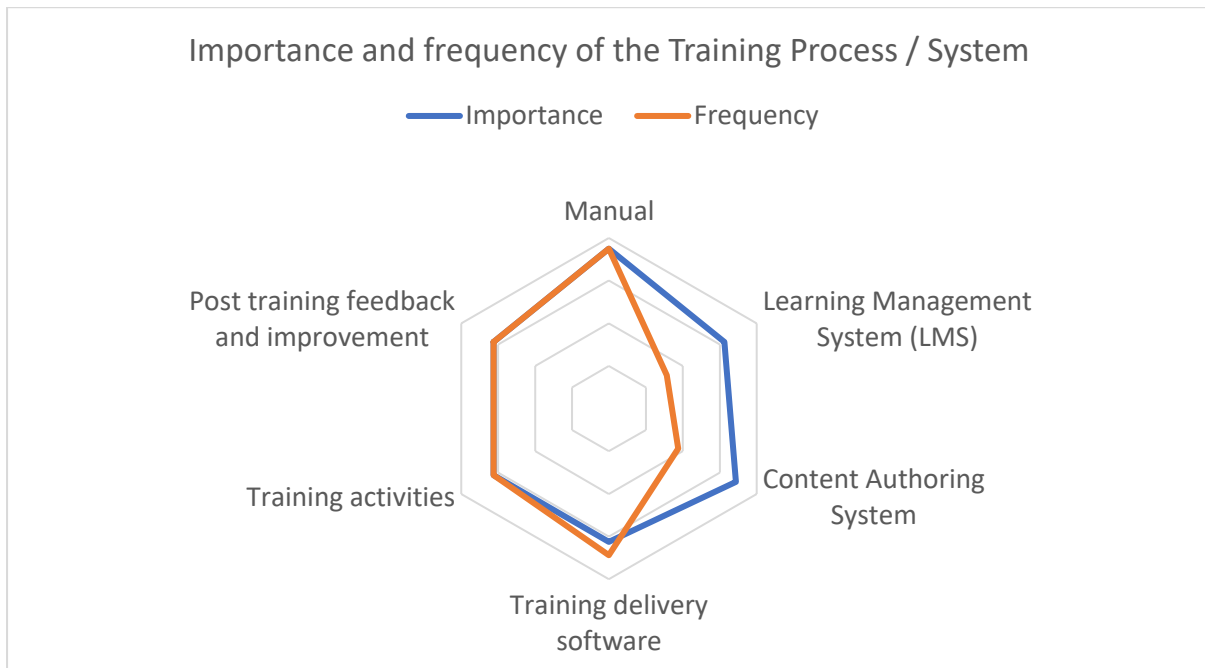 Importance and frequency of the Training Process / System
Importance
Frequency
Manual
Learning Management
System (LMS)
Content Authoring
System
Training delivery
software
Training activities
Post training feedback
and improvement